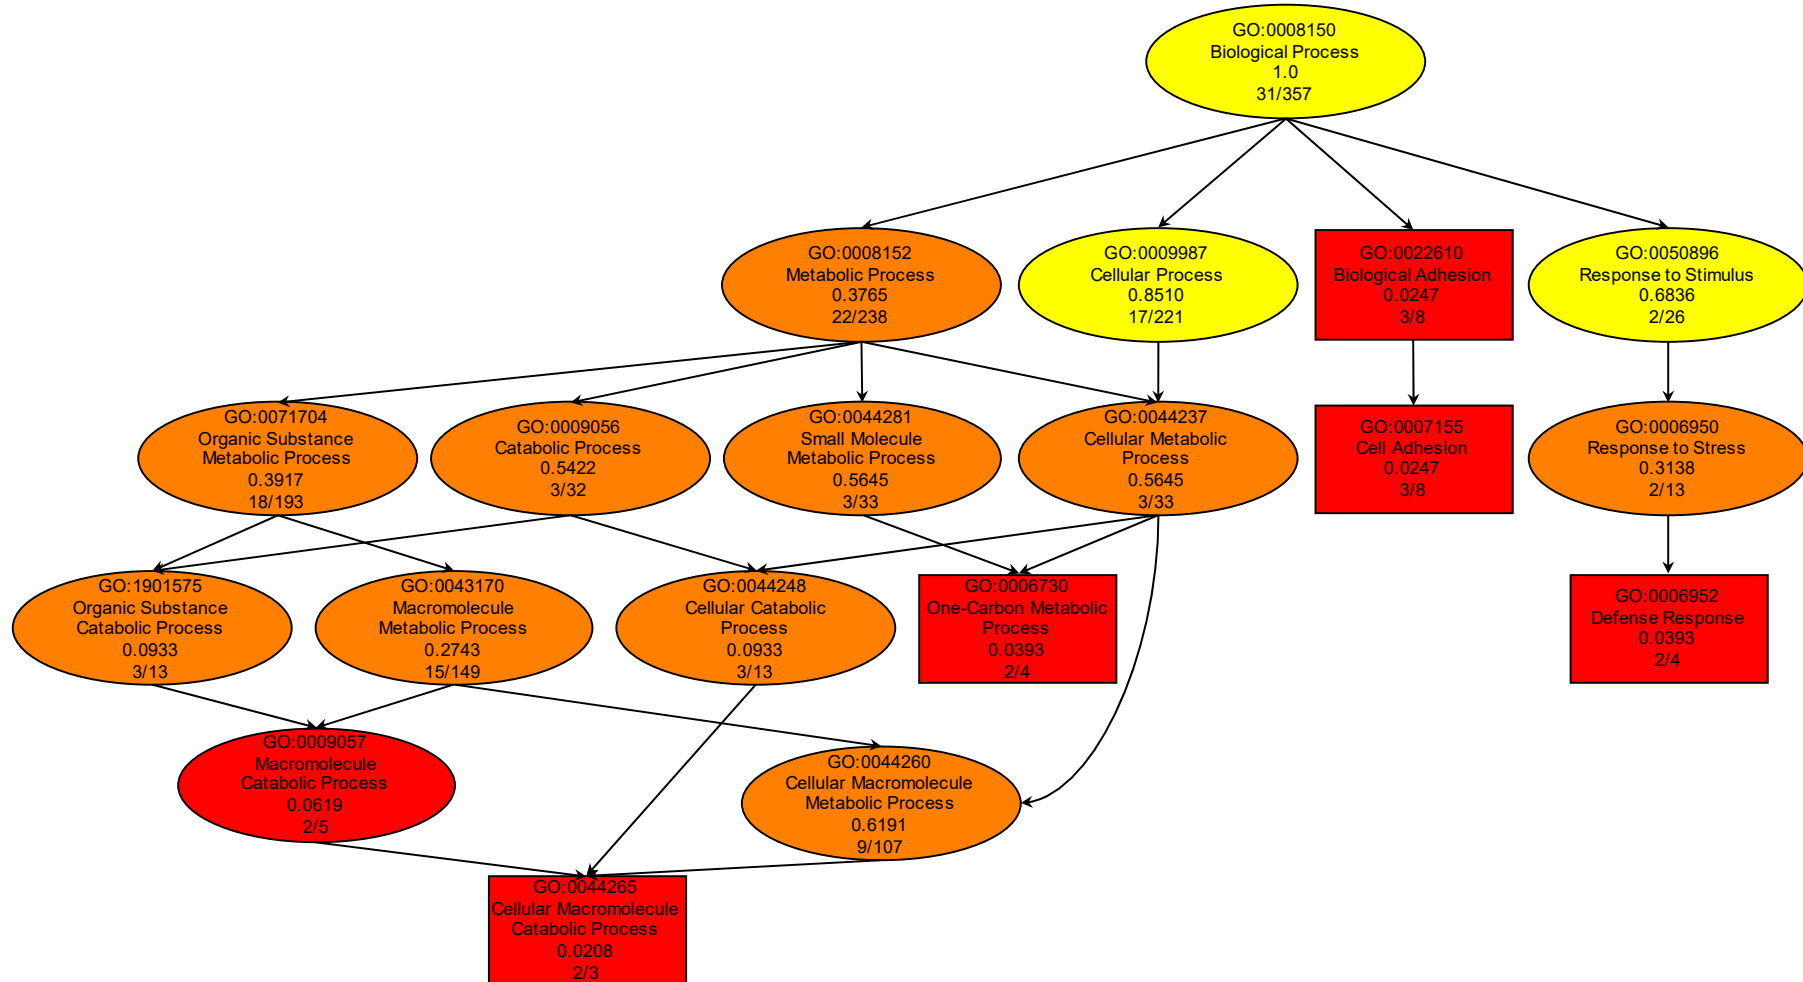 GO:0008150
Biological Process
1.0
31/357
GO:0008152
Metabolic Process
0.3765
22/238
GO:0009987
Cellular Process
0.8510
17/221
GO:0022610
Biological Adhesion
0.0247
3/8
GO:0050896
Response to Stimulus
0.6836
2/26
GO:0071704
Organic Substance
Metabolic Process
0.3917
18/193
GO:0009056
Catabolic Process
0.5422
3/32
GO:0044281
Small Molecule
Metabolic Process
0.5645
3/33
GO:0044237
Cellular Metabolic
Process
0.5645
3/33
GO:0007155
Cell Adhesion
0.0247
3/8
GO:0006950
Response to Stress
0.3138
2/13
GO:1901575
Organic Substance
Catabolic Process
0.0933
3/13
GO:0043170
Macromolecule
Metabolic Process
0.2743
15/149
GO:0044248
Cellular Catabolic
Process
0.0933
3/13
GO:0006730
One-Carbon Metabolic
Process
0.0393
2/4
GO:0006952
Defense Response
0.0393
2/4
GO:0009057
Macromolecule
Catabolic Process
0.0619
2/5
GO:0044260
Cellular Macromolecule
Metabolic Process
0.6191
9/107
GO:0044265
Cellular Macromolecule
Catabolic Process
0.0208
2/3